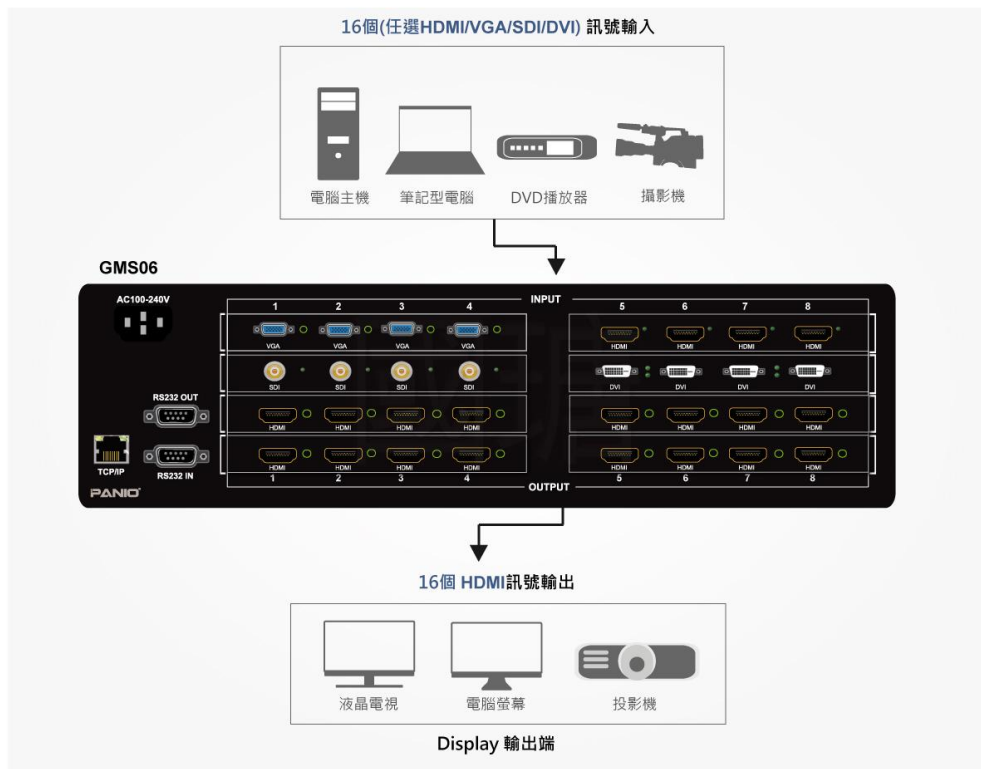 16個(任選HDMI/VGA/SDI/DVI) 訊號輸入
電腦主機 筆記型電腦 DVD播放器 攝影機
GMS06
AC100-240V
INPUT
1 2 3 4 5 6 7 8
VGA VGA VGA VGA HDMI HDMI HDMI HDMI
SDI SDI SDI SDI DVI DVI DVI DVI
RS232 OUT
HDMI HDMI HDMI HDMI HDMI HDMI HDMI HDMI
HDMI HDMI HDMI HDMI HDMI HDMI HDMI HDMI
TCP/IP RS232 IN
1 2 3 4 5 6 7 8
OUTPUT
PANIO
16個 HDMI訊號輸出
液晶電視 電腦螢幕 投影機
Display 輸出端